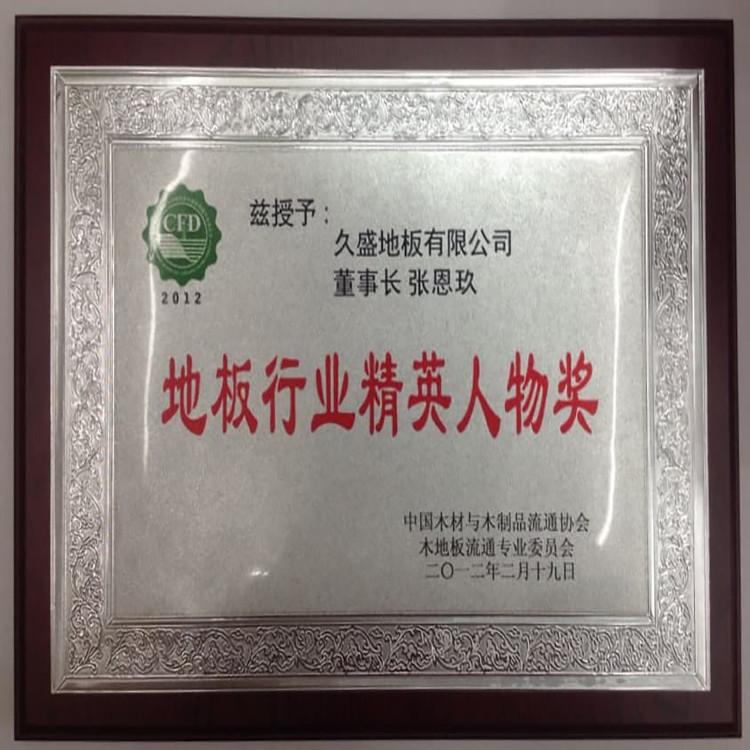 CFD
2012
兹授予：
久盛地板有限公司
董事长 张恩玖
地板行业精英人物奖
中国木材与木制品流通协会
木地板流通专业委员会
二〇一二年二月十九日